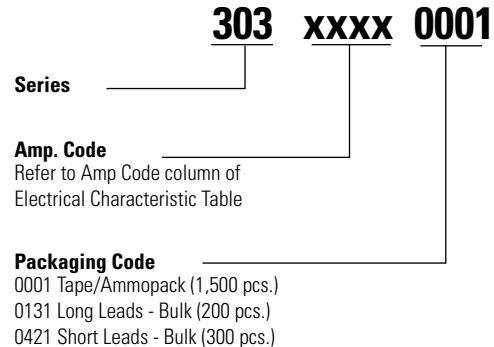 303 xxxx 0001
Series
Amp. Code
Refer to Amp Code column of
Electrical Characteristic Table
Packaging Code
0001 Tape/Ammopack (1,500 pcs.)
0131 Long Leads - Bulk (200 pcs.)
0421 Short Leads - Bulk (300 pcs.)